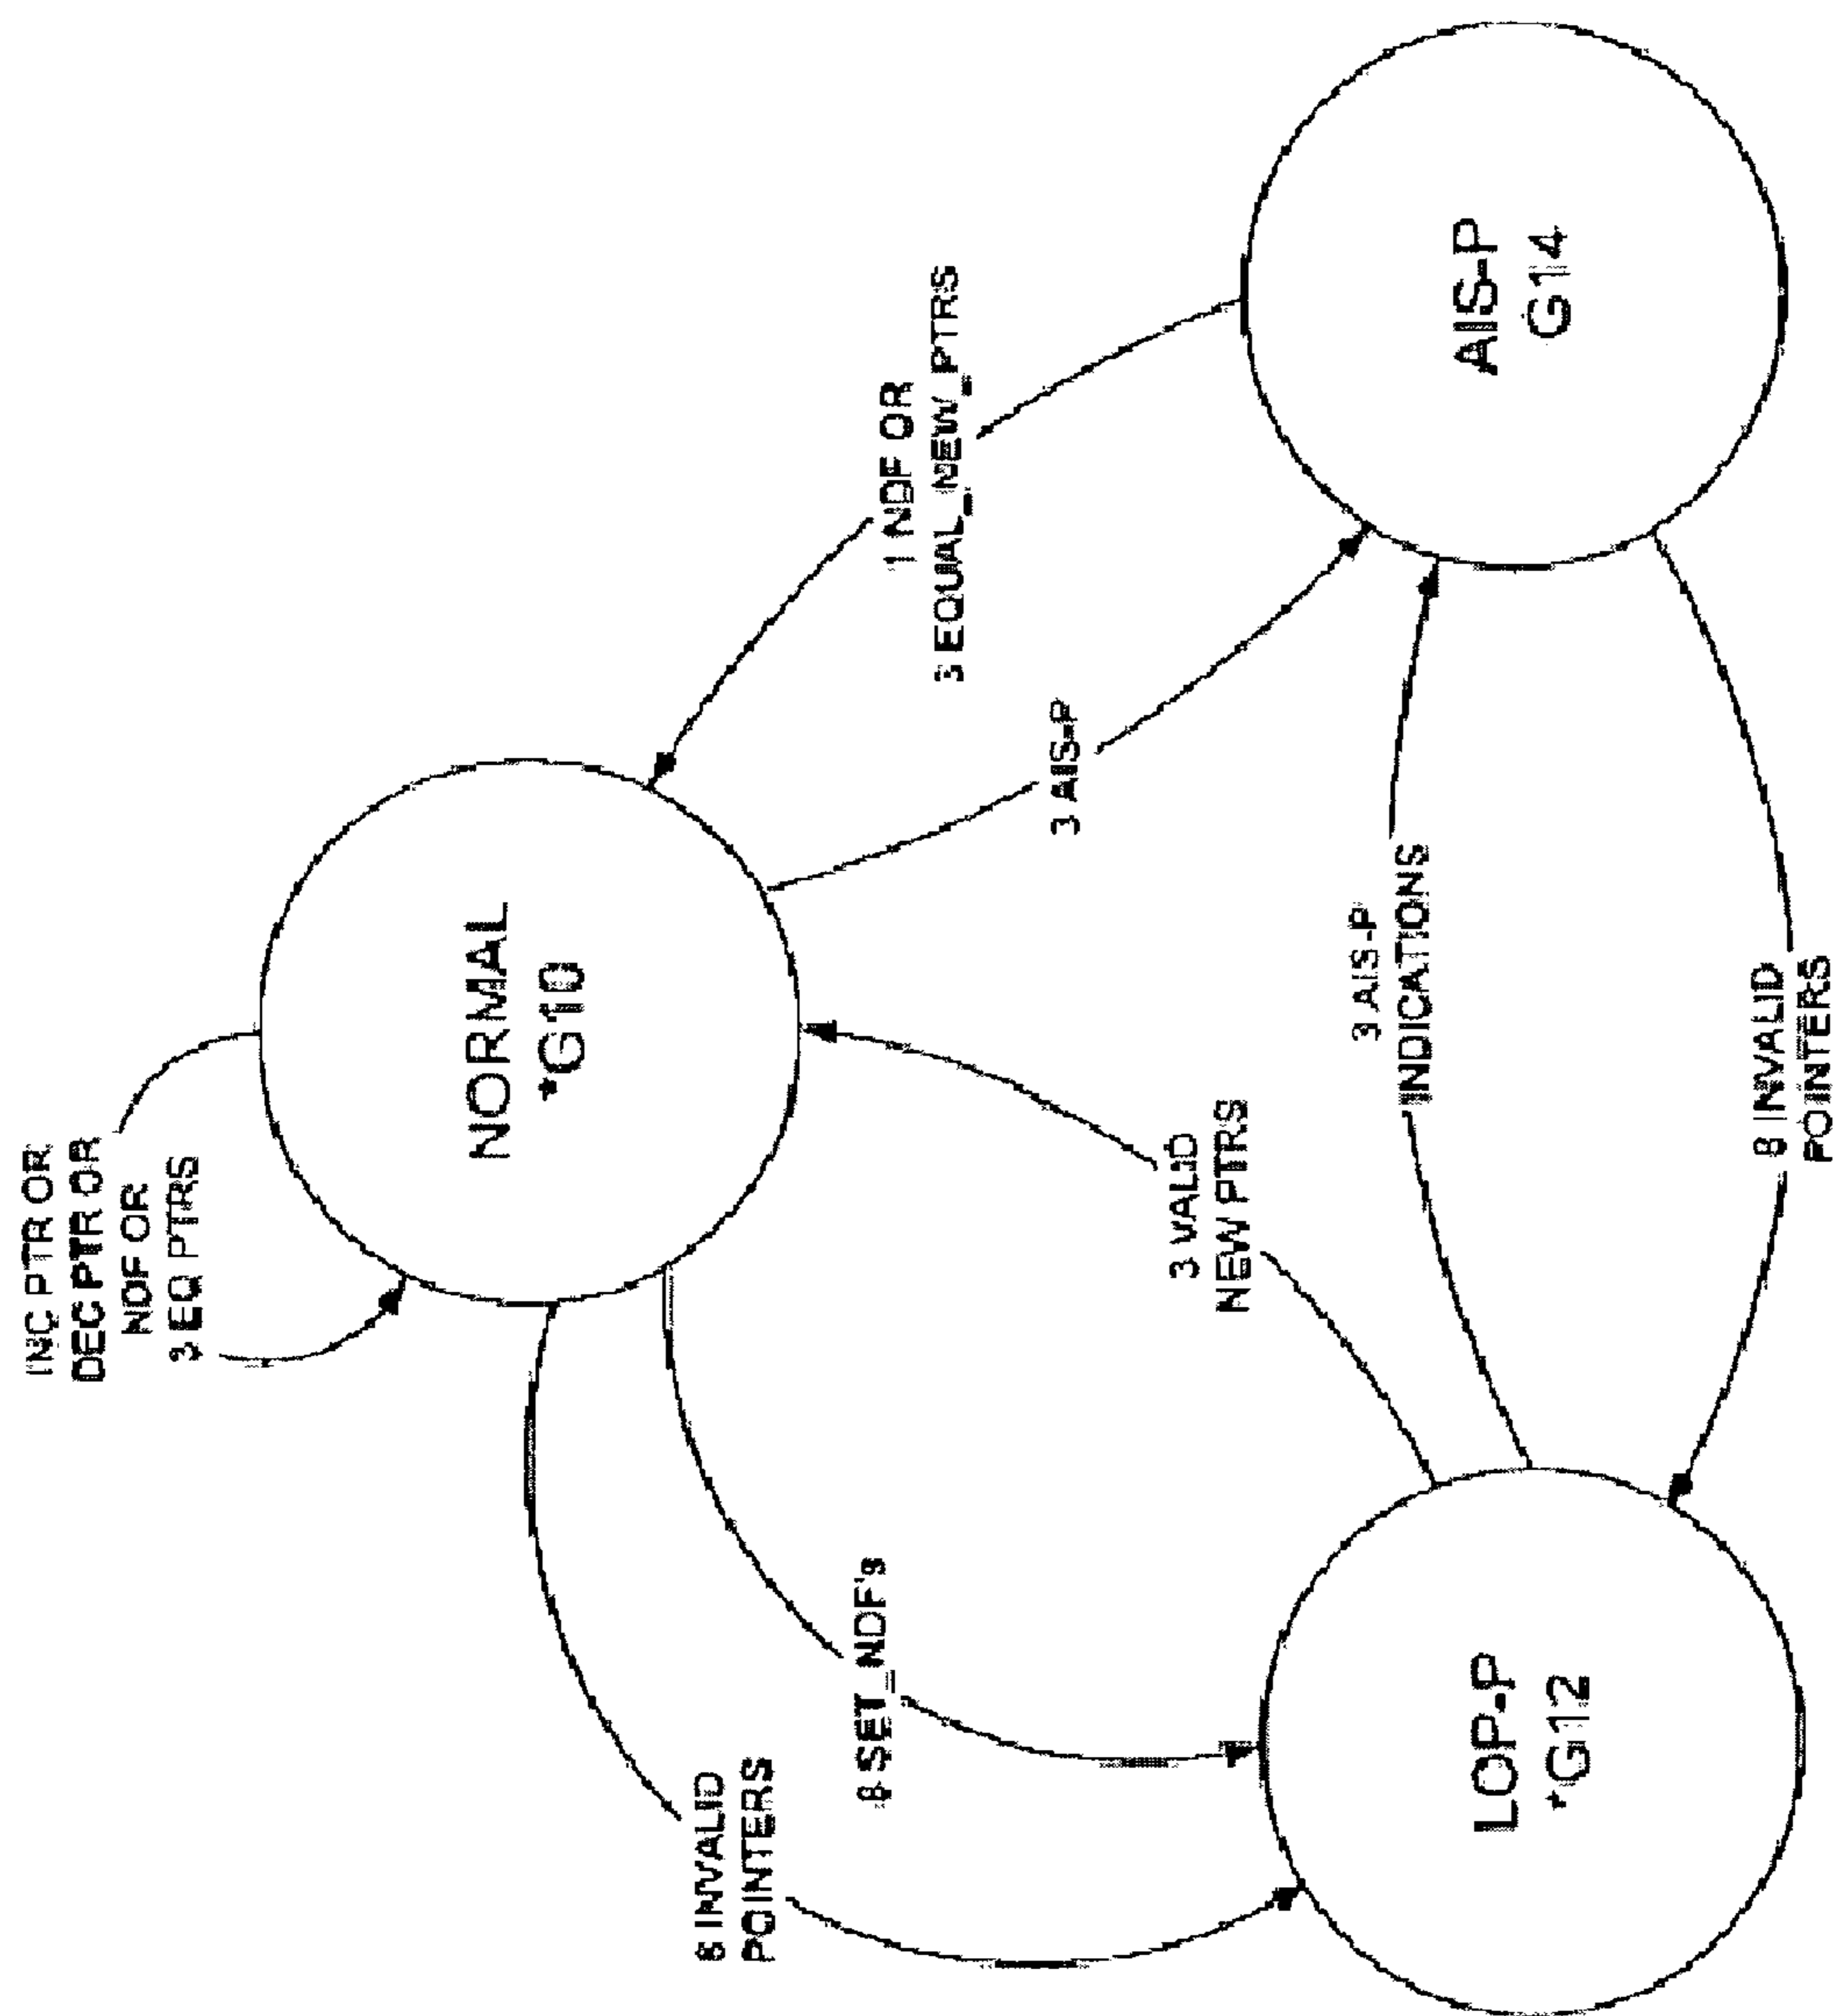 INC PTR OR
DEC PTR OR
NDF OR
3 EQ PTRS
NORMAL
*G10
8 INVALID
POINTERS
8 SET_NDF's
3 VALID
NEW PTRS
3 AIS-P
1 NDF OR
3 EQUAL_NEW_PTRS
3 AIS-P
INDICATIONS
LOP-P
*G12
AIS-P
G14
8 INVALID
POINTERS